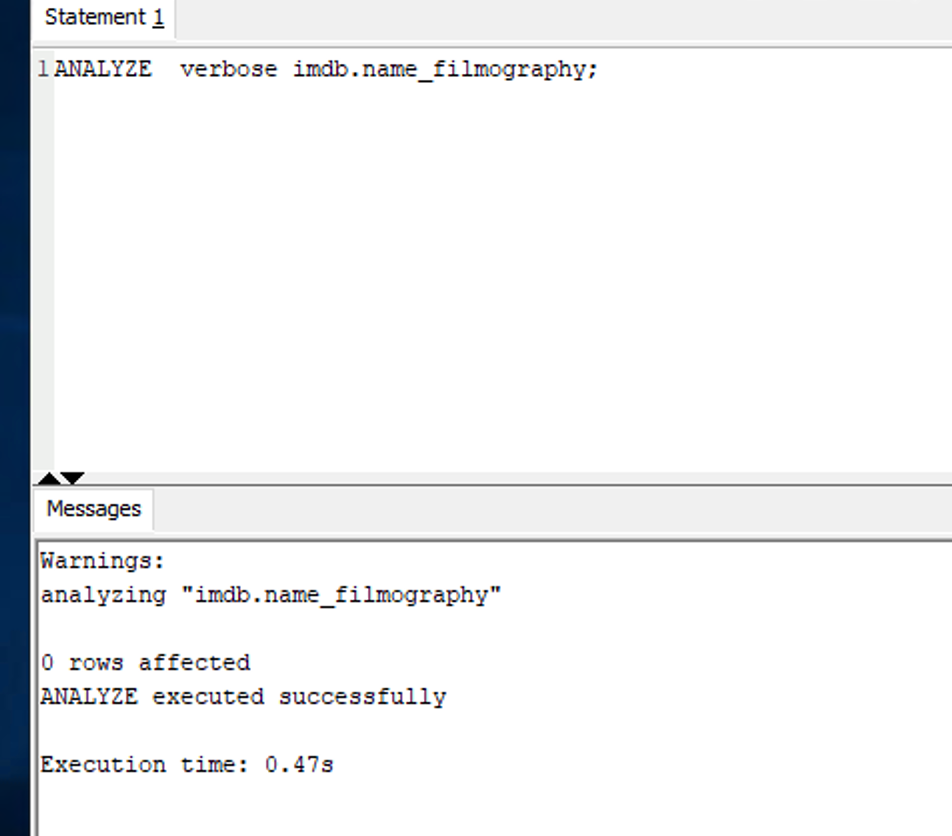 Statement 1
1 ANALYZE  verbose imdb.name_filmography;
Messages
Warnings:
analyzing "imdb.name_filmography"
0 rows affected
ANALYZE executed successfully
Execution time: 0.47s